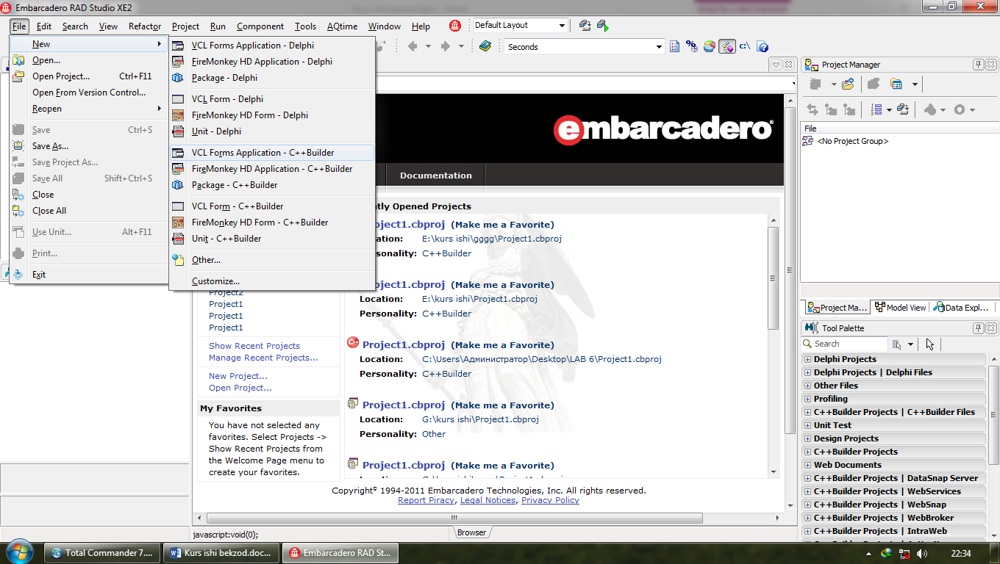 Embarcadero RAD Studio XE2
File Edit Search View Refactor Project Run Component Tools AQtime Window Help Default Layout
Seconds
New
Open...
Open Project... Ctrl+F11
Open From Version Control...
Reopen
Save Ctrl+S
Save As...
Save Project As...
Save All Shift+Ctrl+S
Close
Close All
Use Unit... Alt+F11
Print...
Exit
VCL Forms Application - Delphi
FireMonkey HD Application - Delphi
Package - Delphi
VCL Form - Delphi
FireMonkey HD Form - Delphi
Unit - Delphi
VCL Forms Application - C++Builder
FireMonkey HD Application - C++Builder
Package - C++Builder
VCL Form - C++Builder
FireMonkey HD Form - C++Builder
Unit - C++Builder
Other...
Customize...
embarcadero®
Documentation
Opened Projects
oject1.cbproj (Make me a Favorite)
E:\kurs ishi\gggg\Project1.cbproj
C++Builder
oject1.cbproj (Make me a Favorite)
Location: E:\kurs ishi\Project1.cbproj
Personality: C++Builder
Project1.cbproj (Make me a Favorite)
Location: C:\Users\Администратор\Desktop\LAB 6\Project1.cbproj
Personality: C++Builder
Project1.cbproj (Make me a Favorite)
Location: G:\kurs ishi\Project1.cbproj
Personality: Other
Project1.cbproj (Make me a Favorite)
Project2
Project1
Project1
Project1
Show Recent Projects
Manage Recent Projects...
New Project...
Open Project...
My Favorites
You have not selected any
favorites. Select Projects ->
Show Recent Projects from
the Welcome Page menu to
create your favorites.
Copyright© 1994-2011 Embarcadero Technologies, Inc. All rights reserved.
Report Piracy, Legal Notices, Privacy Policy
javascript:void(0);
Browser
Project Manager
File
<No Project Group>
Project Ma... Model View Data Expl...
Tool Palette
Search
Delphi Projects
Delphi Projects | Delphi Files
Other Files
Profiling
C++Builder Projects | C++Builder Files
Unit Test
Design Projects
C++Builder Projects
Web Documents
C++Builder Projects | DataSnap Server
C++Builder Projects | WebServices
C++Builder Projects | WebSnap
C++Builder Projects | WebBroker
C++Builder Projects | IntraWeb
Total Commander 7.... Kurs ishi bekzod.doc... Embarcadero RAD St... 22:34